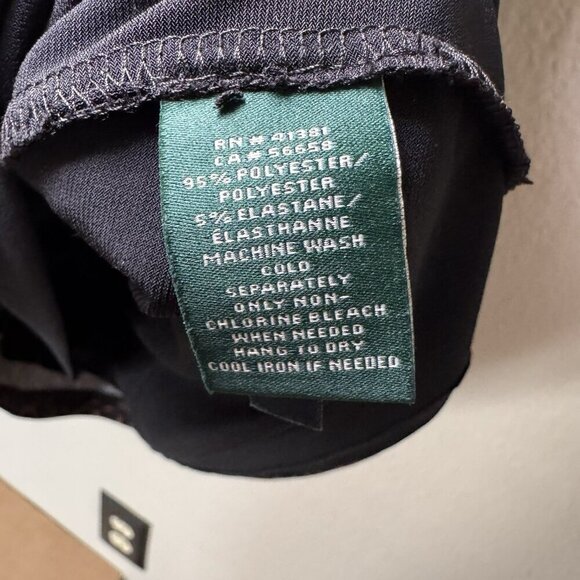 RN # 41381
CA # 56658
95% POLYESTER/
POLYESTER
5% ELASTANE/
ÉLASTHANNE
MACHINE WASH
COLD
SEPARATELY
ONLY NON-
CHLORINE BLEACH
WHEN NEEDED
HANG TO DRY
COOL IRON IF NEEDED